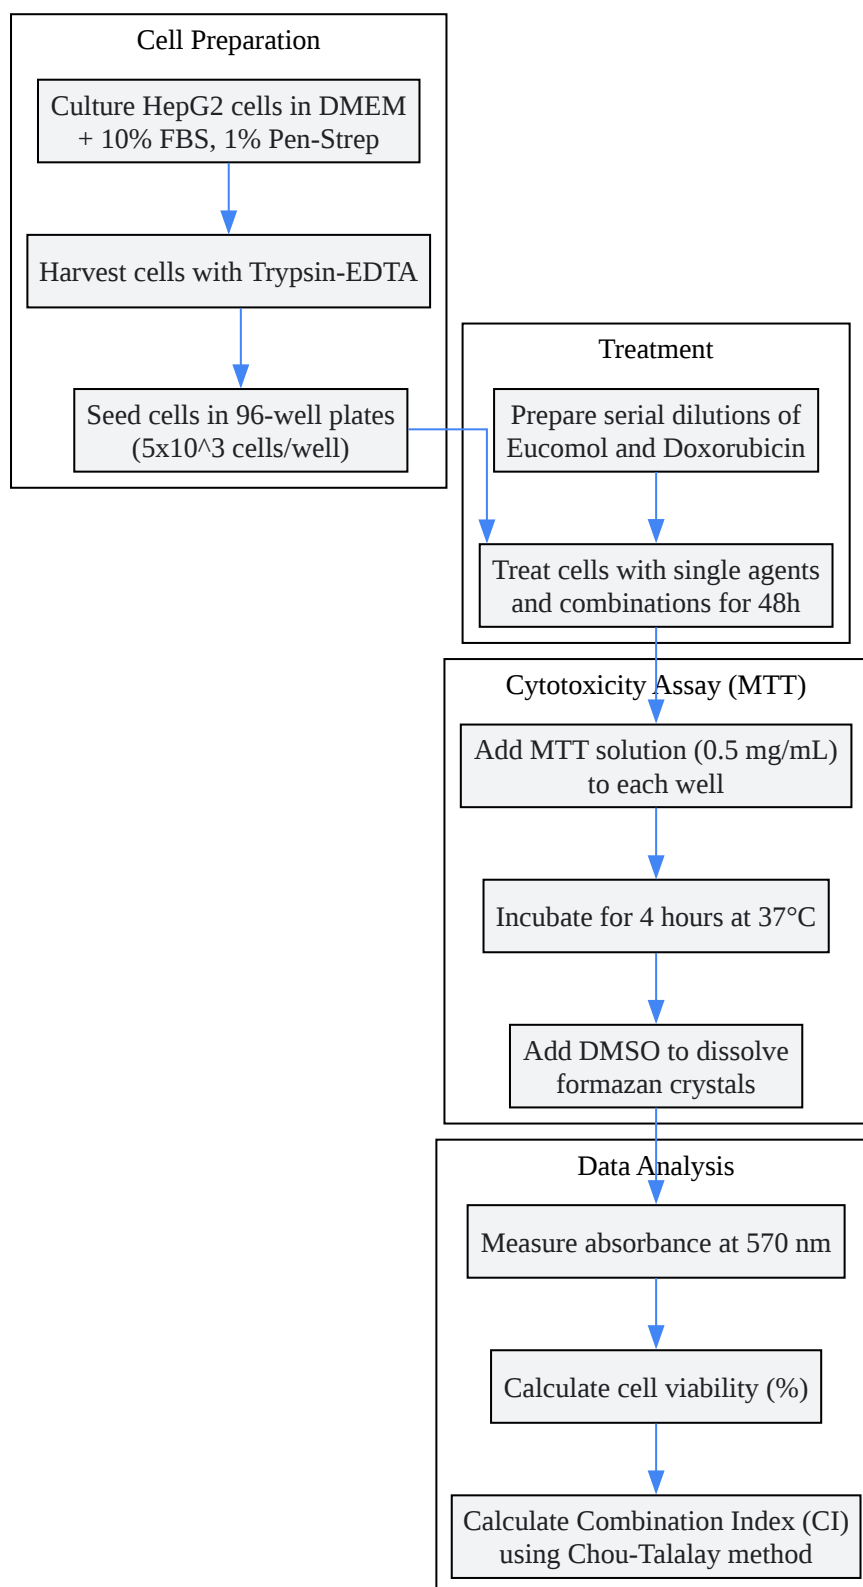 Cell Preparation
Culture HepG2 cells in DMEM
+ 10% FBS, 1% Pen-Strep
Harvest cells with Trypsin-EDTA
Seed cells in 96-well plates
(5x10^3 cells/well)
Treatment
Prepare serial dilutions of
Eucomol and Doxorubicin
Treat cells with single agents
and combinations for 48h
Cytotoxicity Assay (MTT)
Add MTT solution (0.5 mg/mL)
to each well
Incubate for 4 hours at 37°C
Add DMSO to dissolve
formazan crystals
Data Analysis
Measure absorbance at 570 nm
Calculate cell viability (%)
Calculate Combination Index (CI)
using Chou-Talalay method